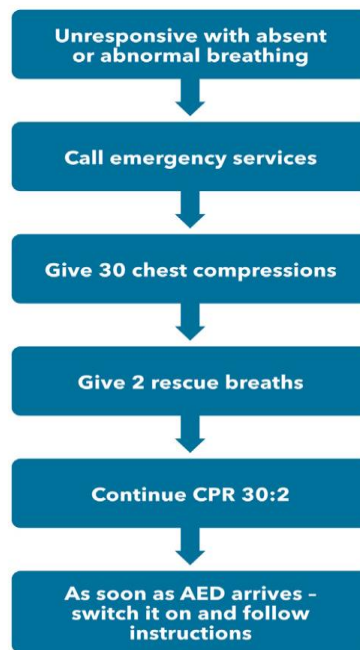 Unresponsive with absent
or abnormal breathing
Call emergency services
Give 30 chest compressions
Give 2 rescue breaths
Continue CPR 30:2
As soon as AED arrives –
switch it on and follow
instructions